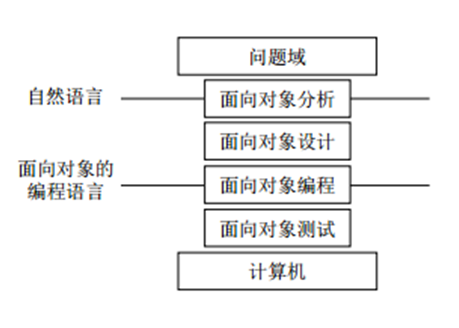 问题域
自然语言
面向对象分析
面向对象设计
面向对象的
编程语言
面向对象编程
面向对象测试
计算机